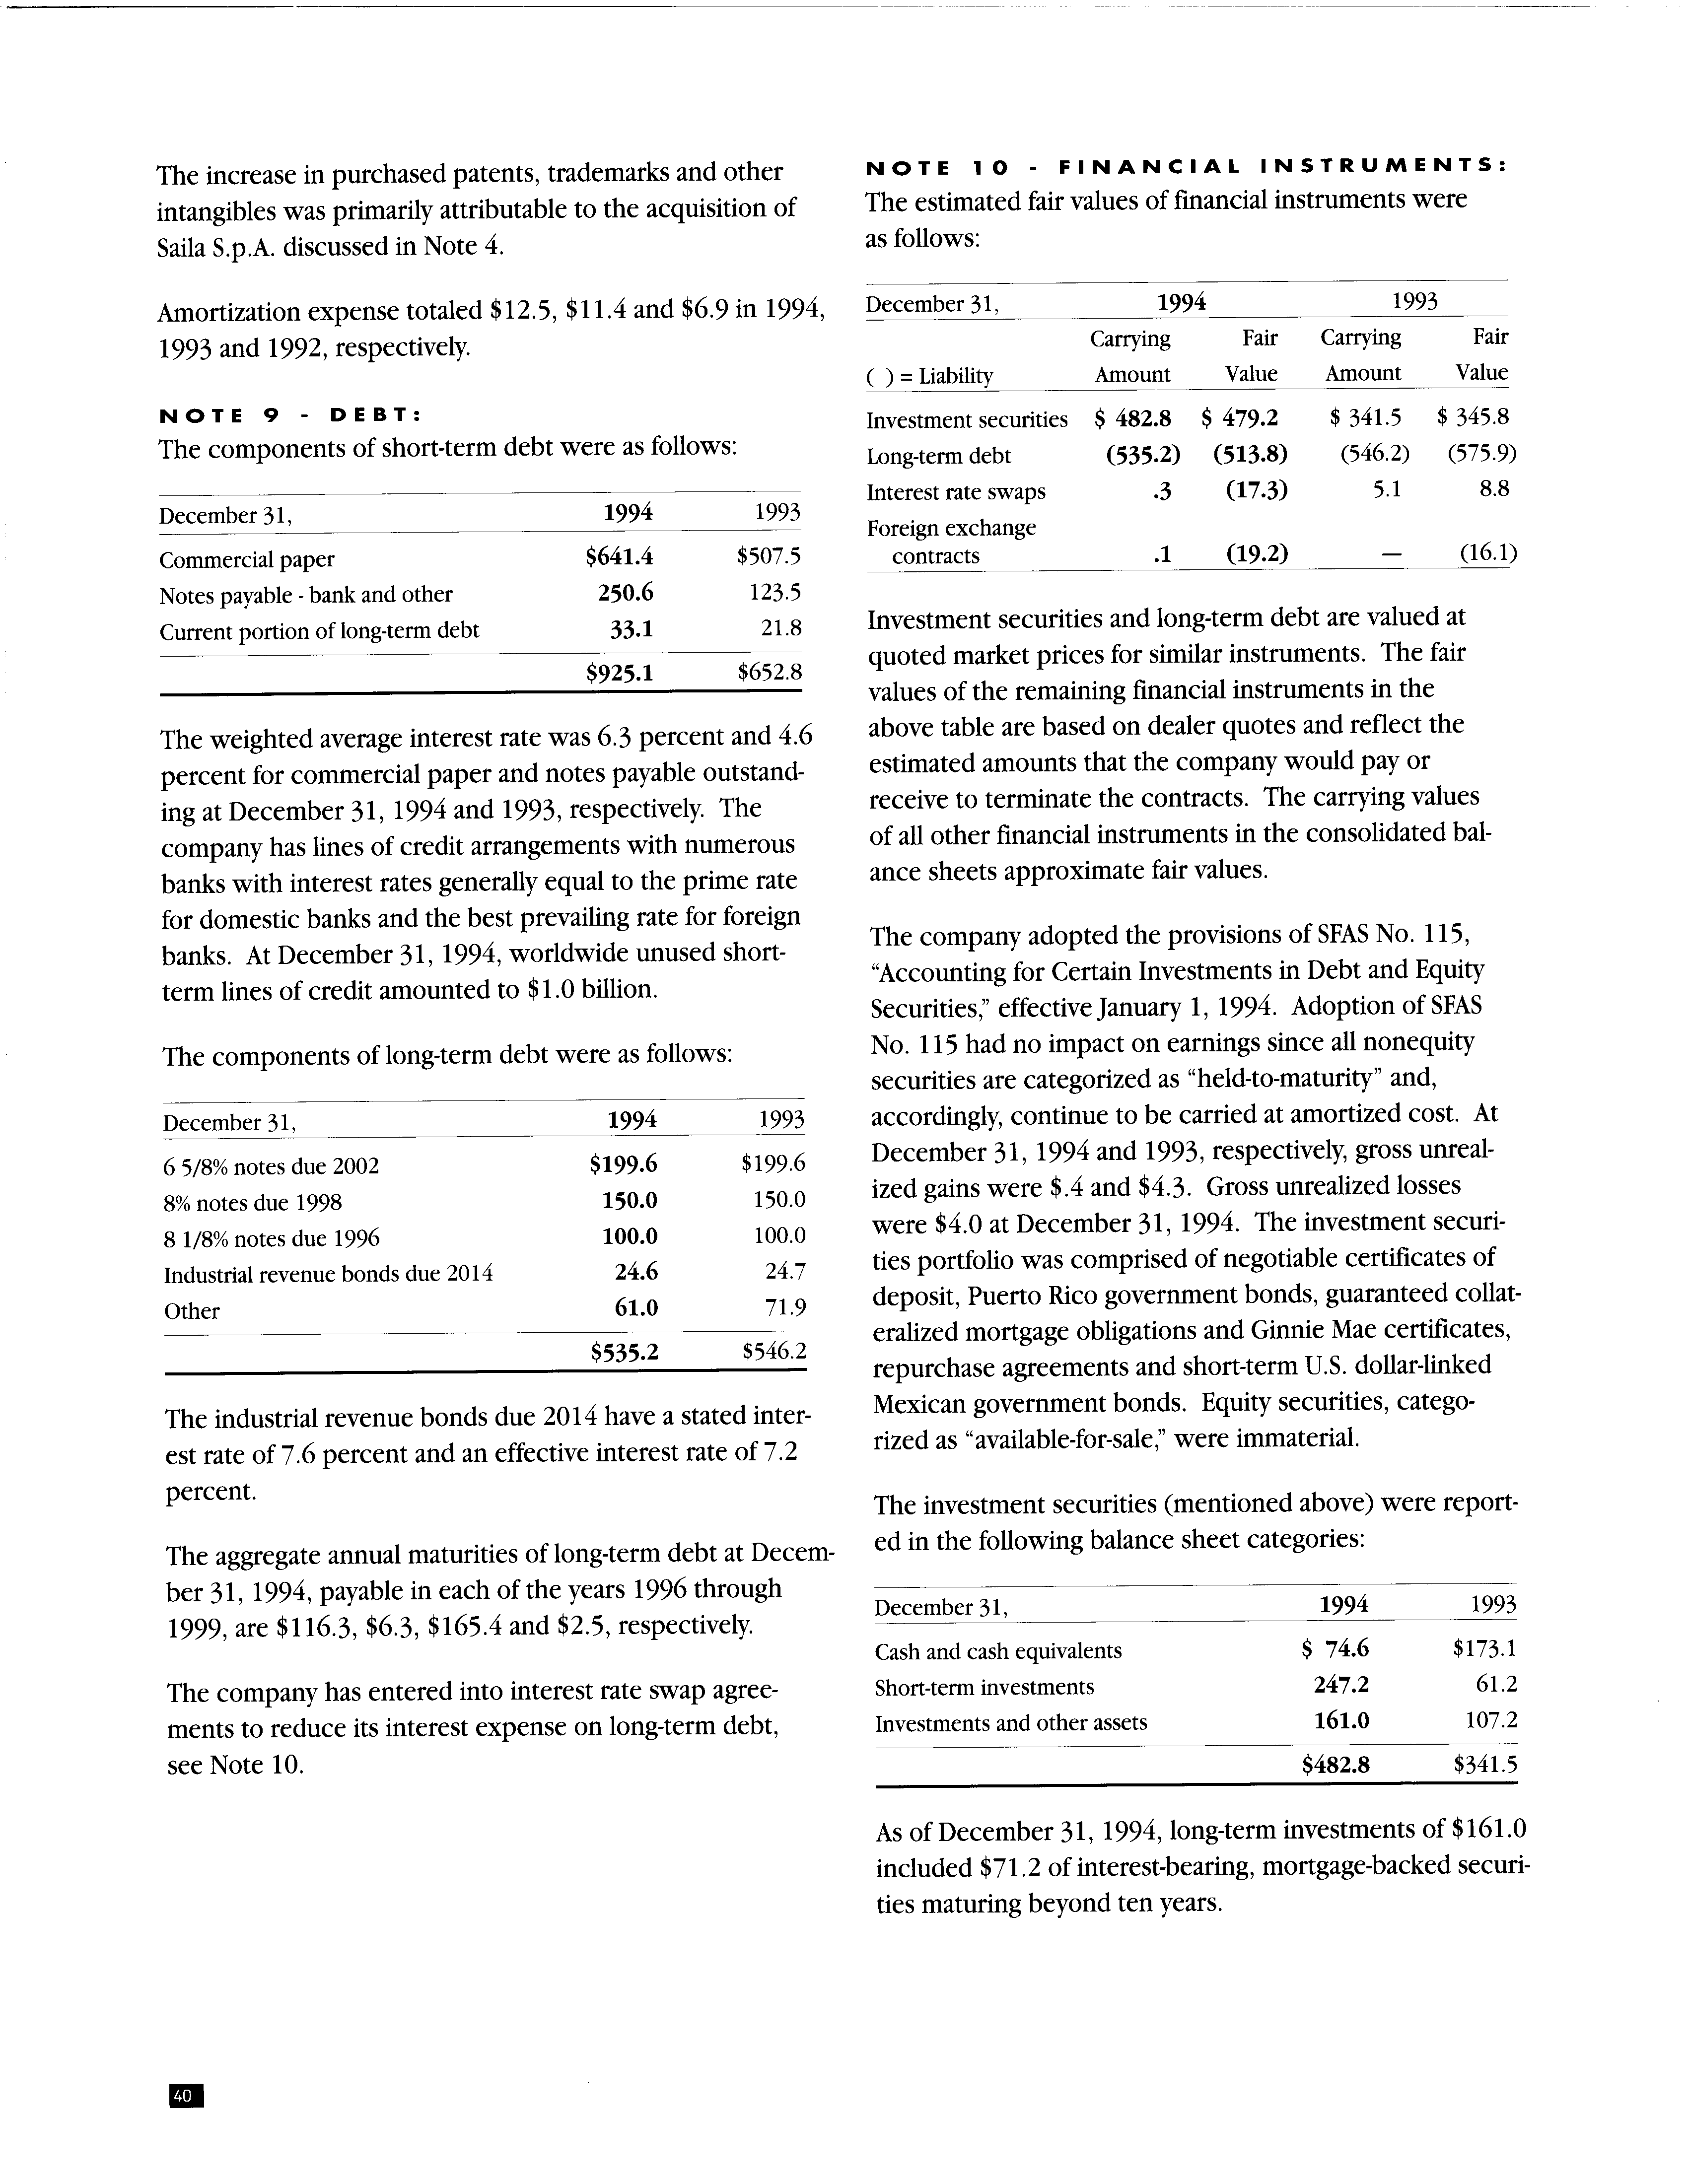 The increase in purchased patents, trademarks and other
intangibles was primarily attributable to the acquisition of
Saila S.p.A. discussed in Note 4.
Amortization expense totaled $12.5, $11.4 and $6.9 in 1994,
1993 and 1992, respectively.
NOTE 9 - DEBT:
The components of short-term debt were as follows:
December 31, 1994 1993
Commercial paper $641.4 $507.5
Notes payable - bank and other 250.6 123.5
Current portion of long-term debt 33.1 21.8
$925.1 $652.8
The weighted average interest rate was 6.3 percent and 4.6
percent for commercial paper and notes payable outstand-
ing at December 31, 1994 and 1993, respectively. The
company has lines of credit arrangements with numerous
banks with interest rates generally equal to the prime rate
for domestic banks and the best prevailing rate for foreign
banks. At December 31, 1994, worldwide unused short-
term lines of credit amounted to $1.0 billion.
The components of long-term debt were as follows:
December 31, 1994 1993
6 5/8% notes due 2002 $199.6 $199.6
8% notes due 1998 150.0 150.0
8 1/8% notes due 1996 100.0 100.0
Industrial revenue bonds due 2014 24.6 24.7
Other 61.0 71.9
$535.2 $546.2
The industrial revenue bonds due 2014 have a stated inter-
est rate of 7.6 percent and an effective interest rate of 7.2
percent.
The aggregate annual maturities of long-term debt at Decem-
ber 31, 1994, payable in each of the years 1996 through
1999, are $116.3, $6.3, $165.4 and $2.5, respectively.
The company has entered into interest rate swap agree-
ments to reduce its interest expense on long-term debt,
see Note 10.
NOTE 10 - FINANCIAL INSTRUMENTS:
The estimated fair values of financial instruments were
as follows:
December 31, 1994 1993
Carrying Fair Carrying Fair
( ) = Liability Amount Value Amount Value
Investment securities $ 482.8 $ 479.2 $ 341.5 $ 345.8
Long-term debt (535.2) (513.8) (546.2) (575.9)
Interest rate swaps .3 (17.3) 5.1 8.8
Foreign exchange
contracts .1 (19.2) — (16.1)
Investment securities and long-term debt are valued at
quoted market prices for similar instruments. The fair
values of the remaining financial instruments in the
above table are based on dealer quotes and reflect the
estimated amounts that the company would pay or
receive to terminate the contracts. The carrying values
of all other financial instruments in the consolidated bal-
ance sheets approximate fair values.
The company adopted the provisions of SFAS No. 115,
“Accounting for Certain Investments in Debt and Equity
Securities,” effective January 1, 1994. Adoption of SFAS
No. 115 had no impact on earnings since all nonequity
securities are categorized as “held-to-maturity” and,
accordingly, continue to be carried at amortized cost. At
December 31, 1994 and 1993, respectively, gross unreal-
ized gains were $.4 and $4.3. Gross unrealized losses
were $4.0 at December 31, 1994. The investment securi-
ties portfolio was comprised of negotiable certificates of
deposit, Puerto Rico government bonds, guaranteed collat-
eralized mortgage obligations and Ginnie Mae certificates,
repurchase agreements and short-term U.S. dollar-linked
Mexican government bonds. Equity securities, catego-
rized as “available-for-sale,” were immaterial.
The investment securities (mentioned above) were report-
ed in the following balance sheet categories:
December 31, 1994 1993
Cash and cash equivalents $ 74.6 $173.1
Short-term investments 247.2 61.2
Investments and other assets 161.0 107.2
$482.8 $341.5
As of December 31, 1994, long-term investments of $161.0
included $71.2 of interest-bearing, mortgage-backed securi-
ties maturing beyond ten years.
40